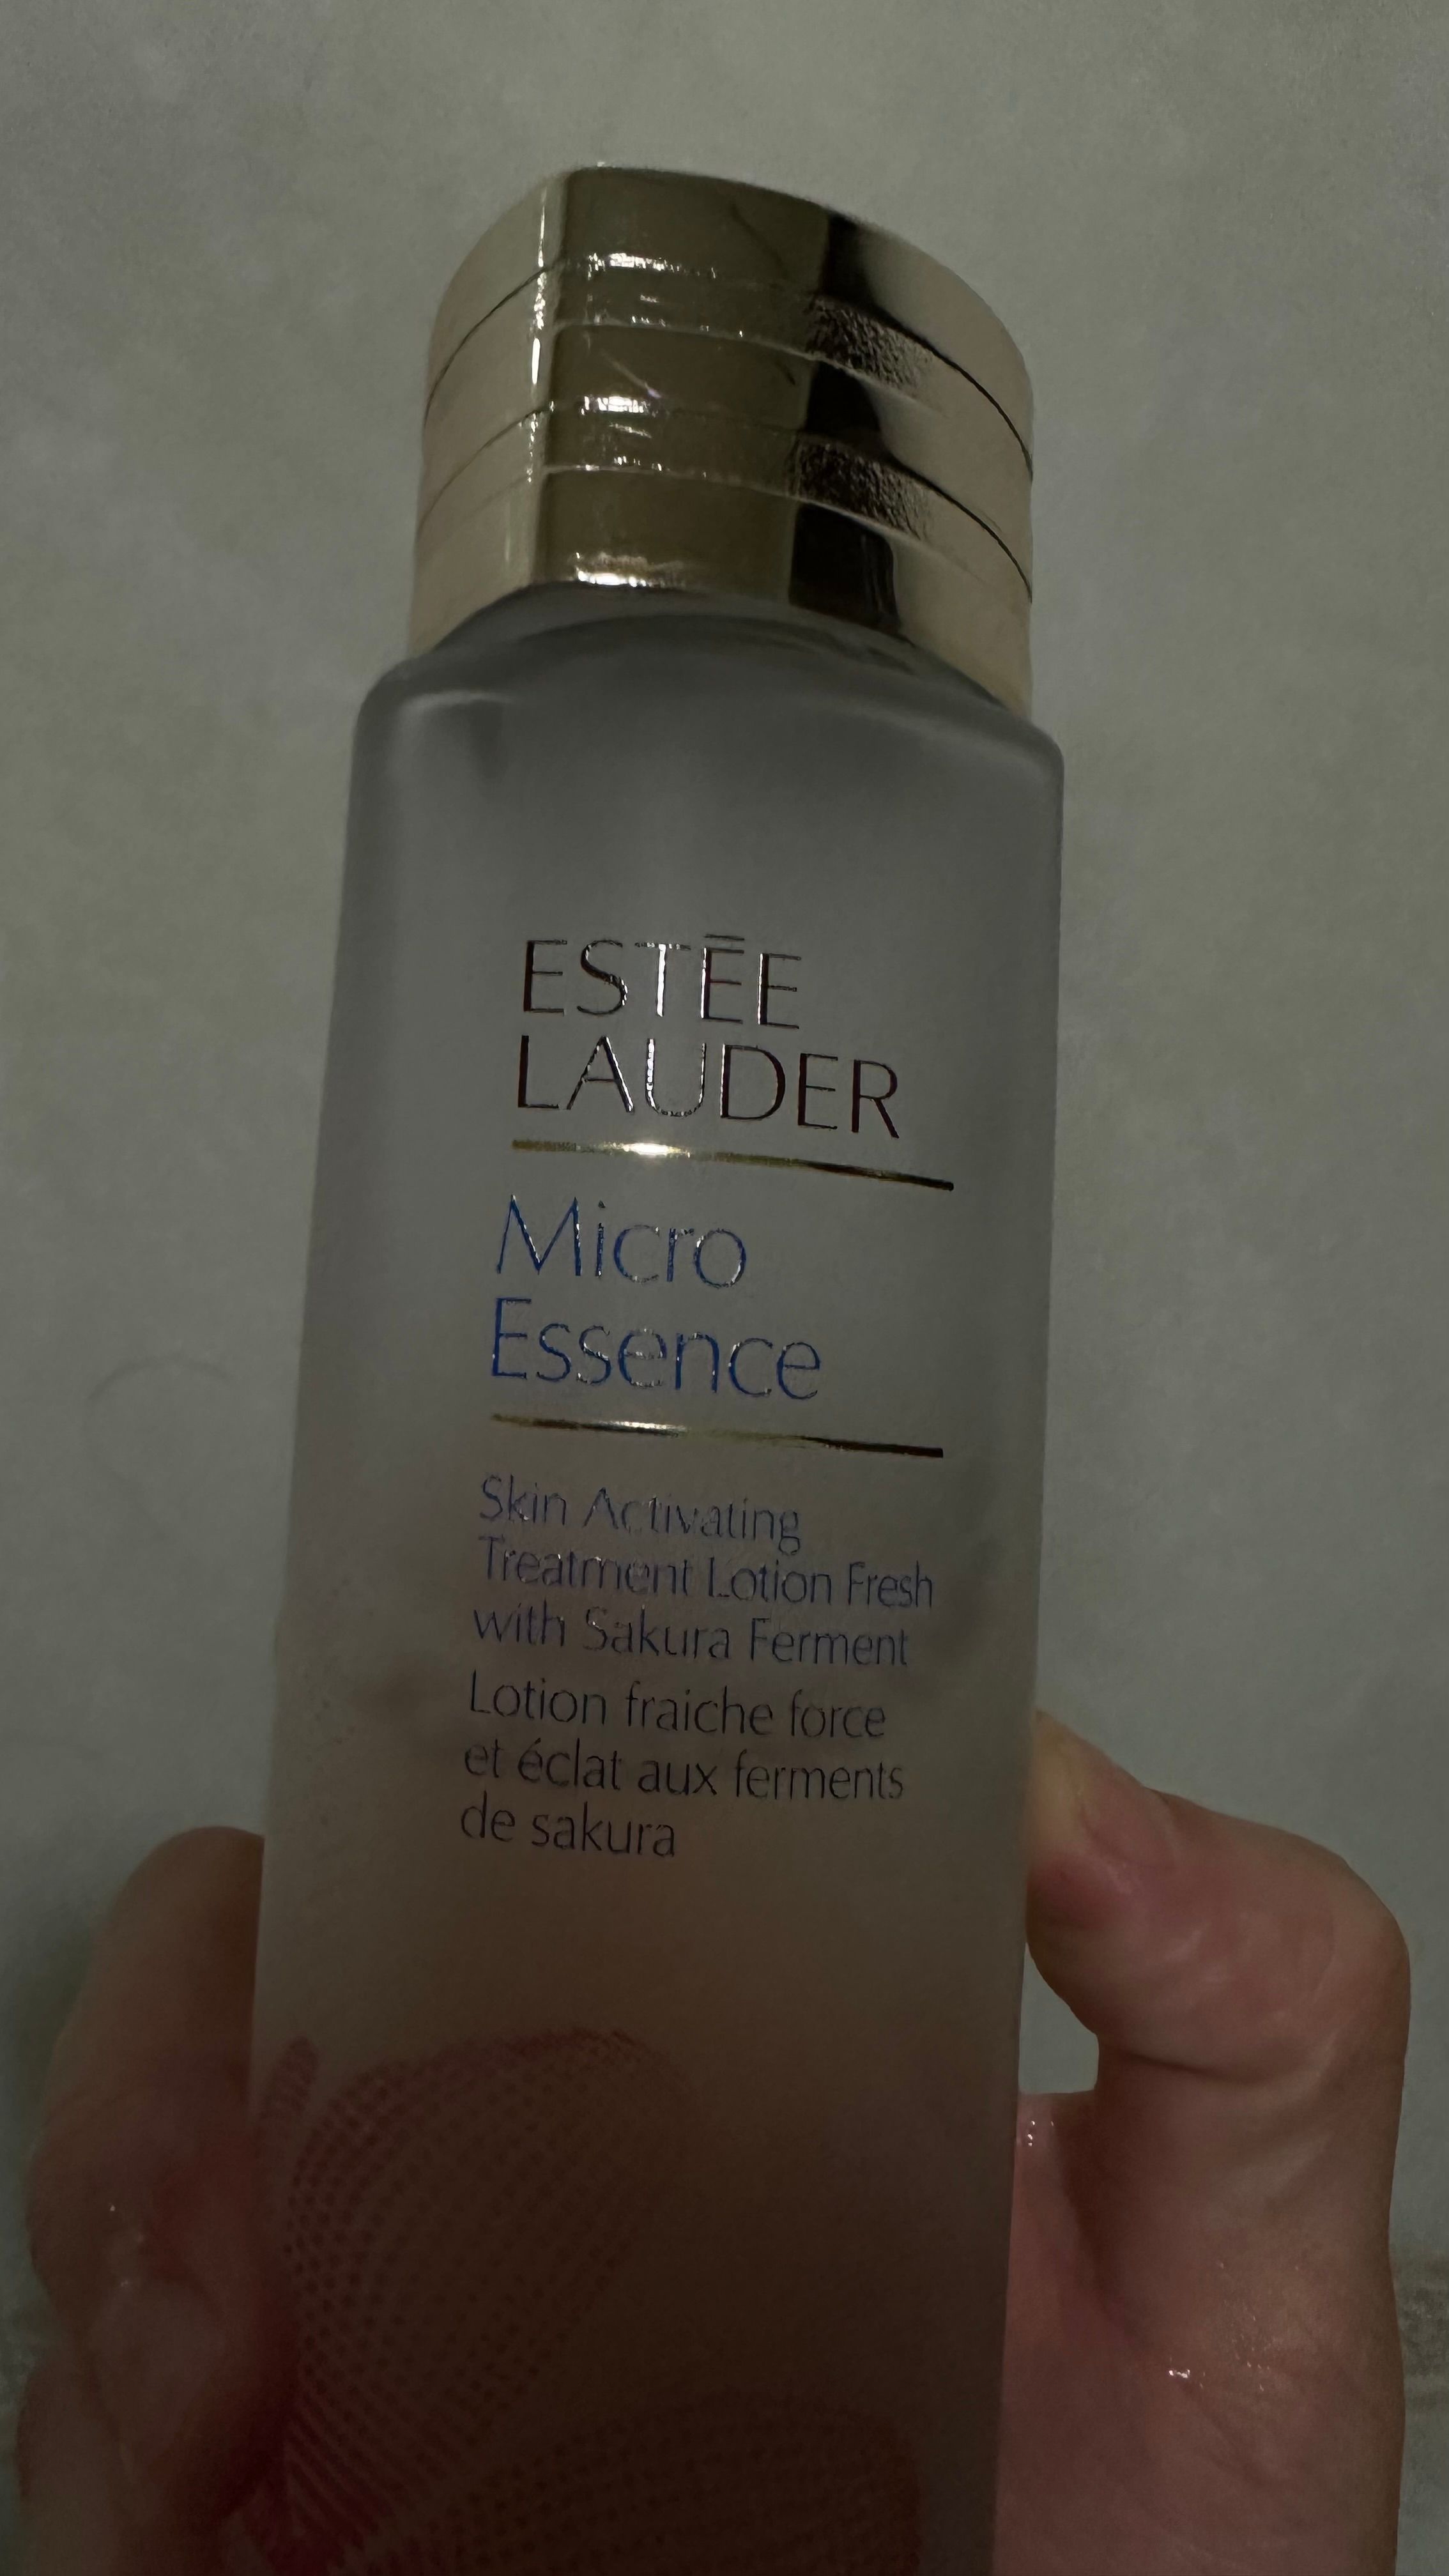 ESTĒE
LAUDER
Micro
Essence
Skin Activating
Treatment Lotion Fresh
with Sakura Ferment
Lotion fraiche force
et éclat aux ferments
de sakura